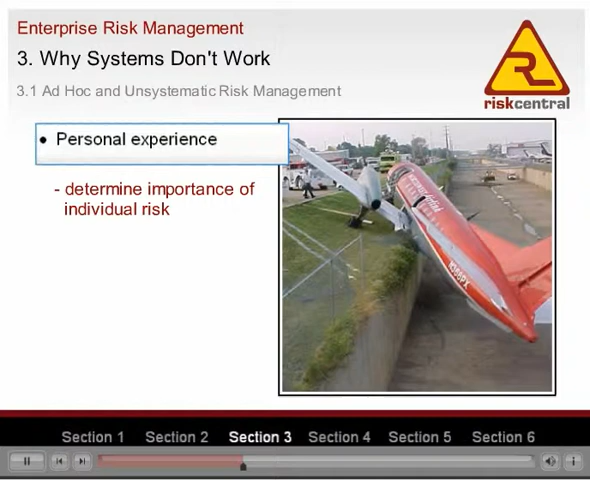 Enterprise Risk Management
3. Why Systems Don't Work
3.1 Ad Hoc and Unsystematic Risk Management
riskcentral
• Personal experience
- determine importance of
individual risk
Section 1 Section 2 Section 3 Section 4 Section 5 Section 6